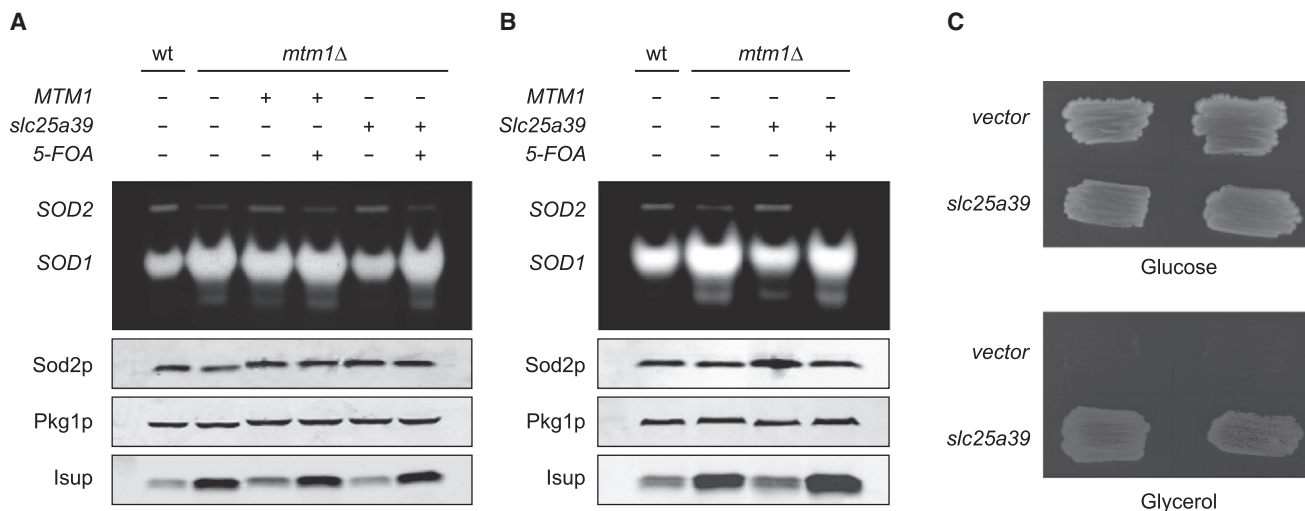 A
wt mtm1Δ
MTM1 – – + + – –
slc25a39 – – – – + +
5-FOA – – – + – +
SOD2
SOD1
Sod2p
Pkg1p
Isup
B
wt mtm1Δ
MTM1 – – – –
Slc25a39 – – + +
5-FOA – – – +
SOD2
SOD1
Sod2p
Pkg1p
Isup
C
vector
slc25a39
Glucose
vector
slc25a39
Glycerol